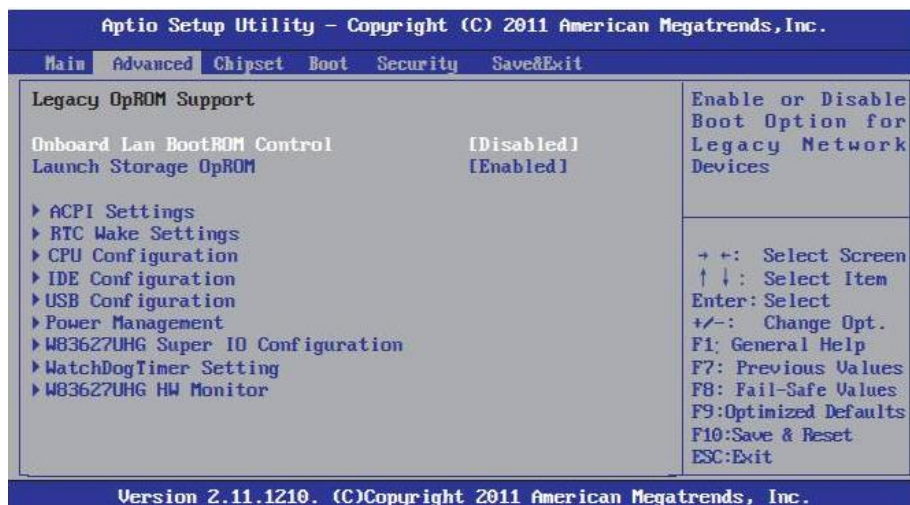 Aptio Setup Utility - Copyright (C) 2011 American Megatrends,Inc.
Main Advanced Chipset Boot Security Save&Exit
Legacy OpROM Support
Onboard Lan BootROM Control [Disabled]
Launch Storage OpROM [Enabled]
ACPI Settings
RTC Wake Settings
CPU Configuration
IDE Configuration
USB Configuration
Power Management
W83627UHG Super IO Configuration
WatchDogTimer Setting
W83627UHG HW Monitor
Enable or Disable
Boot Option for
Legacy Network
Devices
→ ←: Select Screen
↑ ↓: Select Item
Enter: Select
+/-: Change Opt.
F1: General Help
F7: Previous Values
F8: Fail-Safe Values
F9:Optimized Defaults
F10:Save & Reset
ESC:Exit
Version 2.11.1210. (C)Copyright 2011 American Megatrends, Inc.